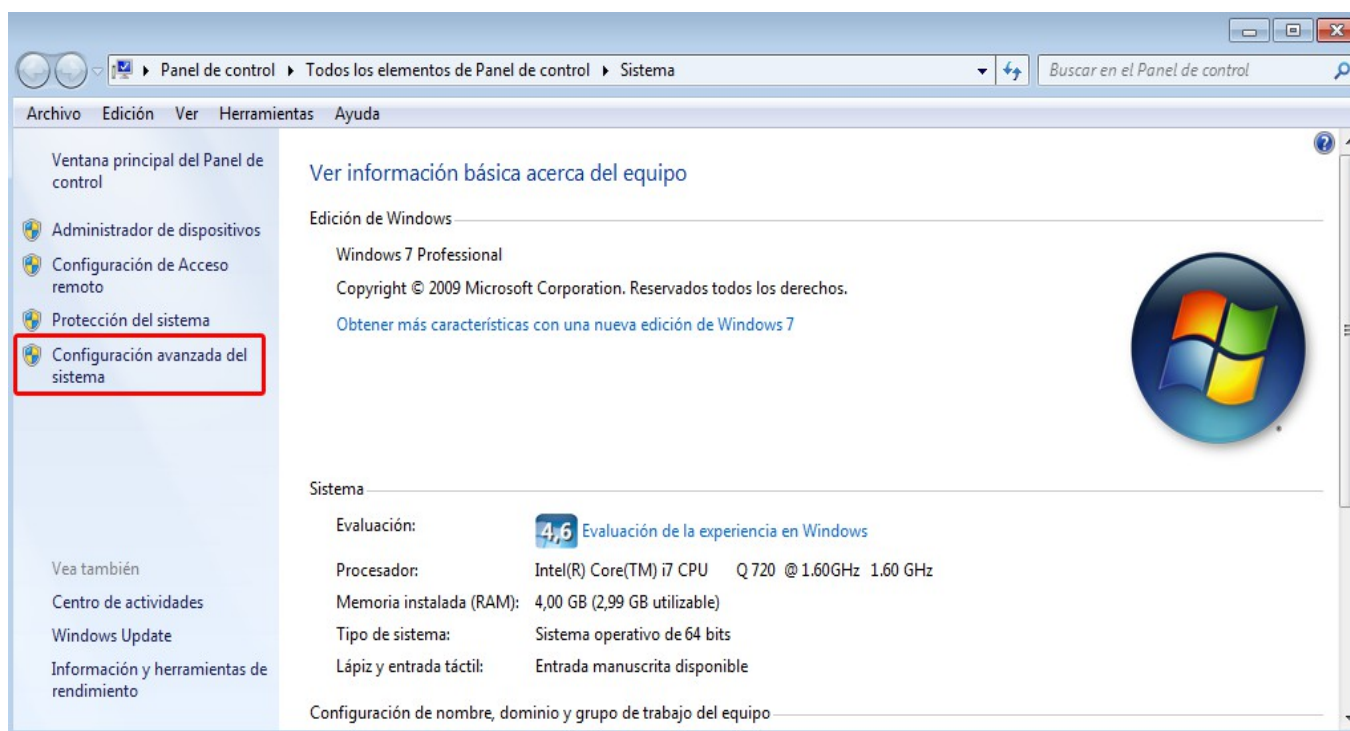 Panel de control ▸ Todos los elementos de Panel de control ▸ Sistema
Buscar en el Panel de control
Archivo Edición Ver Herramientas Ayuda
Ventana principal del Panel de
control
Administrador de dispositivos
Configuración de Acceso
remoto
Protección del sistema
Configuración avanzada del
sistema
Vea también
Centro de actividades
Windows Update
Información y herramientas de
rendimiento
Ver información básica acerca del equipo
Edición de Windows
Windows 7 Professional
Copyright © 2009 Microsoft Corporation. Reservados todos los derechos.
Obtener más características con una nueva edición de Windows 7
Sistema
Evaluación: 4,6 Evaluación de la experiencia en Windows
Procesador: Intel(R) Core(TM) i7 CPU Q 720 @ 1.60GHz 1.60 GHz
Memoria instalada (RAM): 4,00 GB (2,99 GB utilizable)
Tipo de sistema: Sistema operativo de 64 bits
Lápiz y entrada táctil: Entrada manuscrita disponible
Configuración de nombre, dominio y grupo de trabajo del equipo